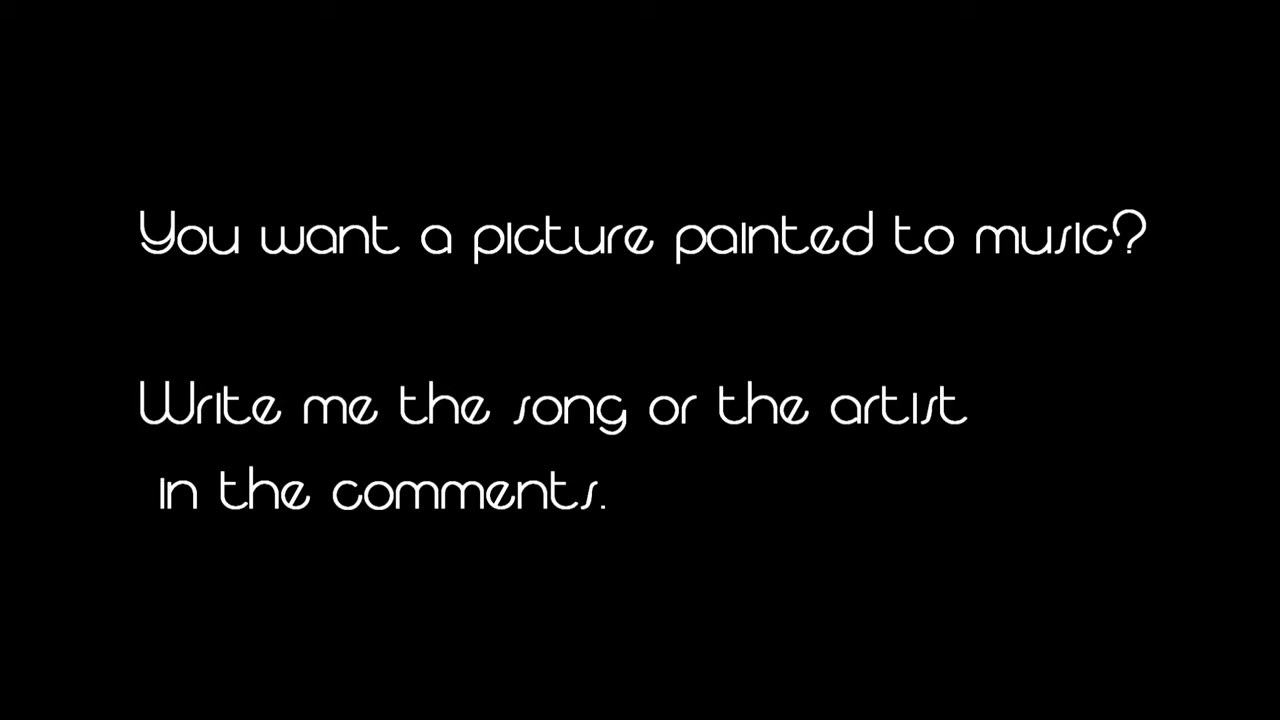 You want a picture painted to music?
Write me the song or the artist
in the comments.